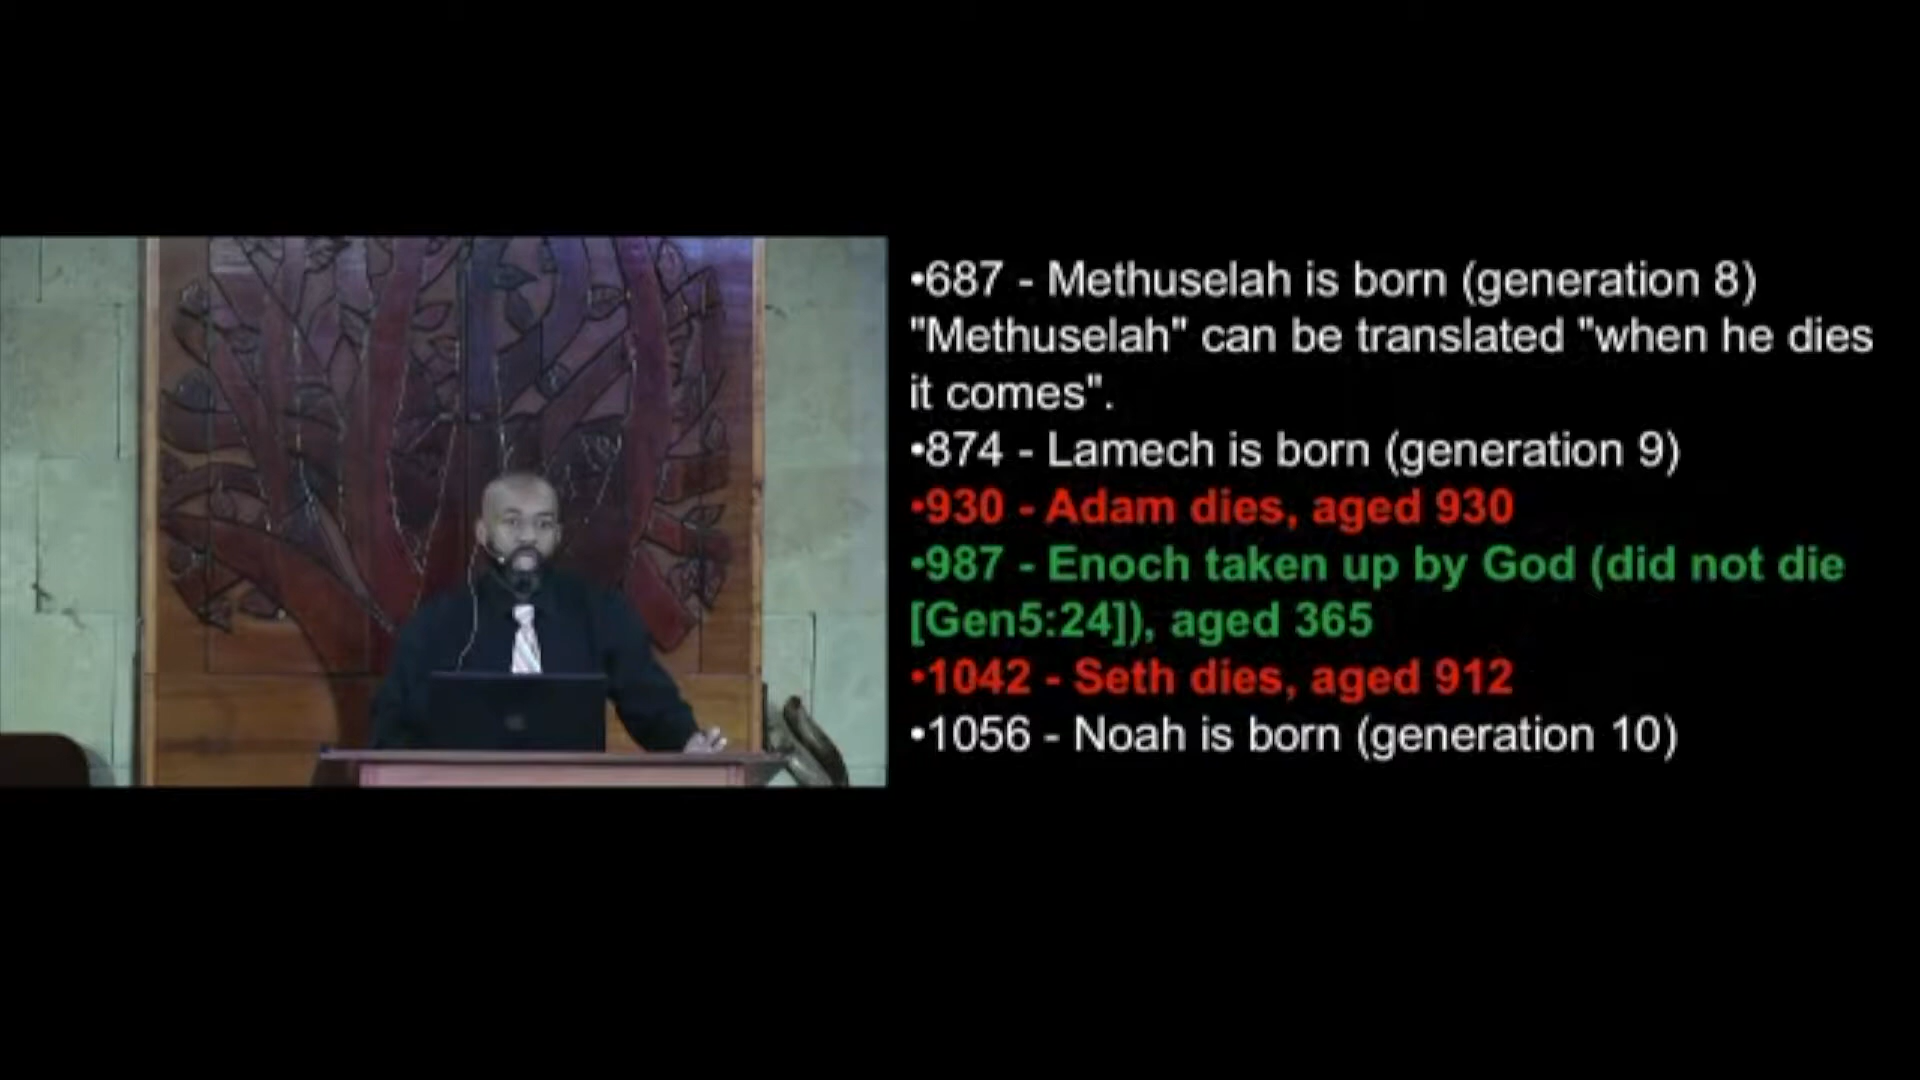 •687 - Methuselah is born (generation 8)
"Methuselah" can be translated "when he dies
it comes".
•874 - Lamech is born (generation 9)
•930 - Adam dies, aged 930
•987 - Enoch taken up by God (did not die
[Gen5:24]), aged 365
•1042 - Seth dies, aged 912
•1056 - Noah is born (generation 10)